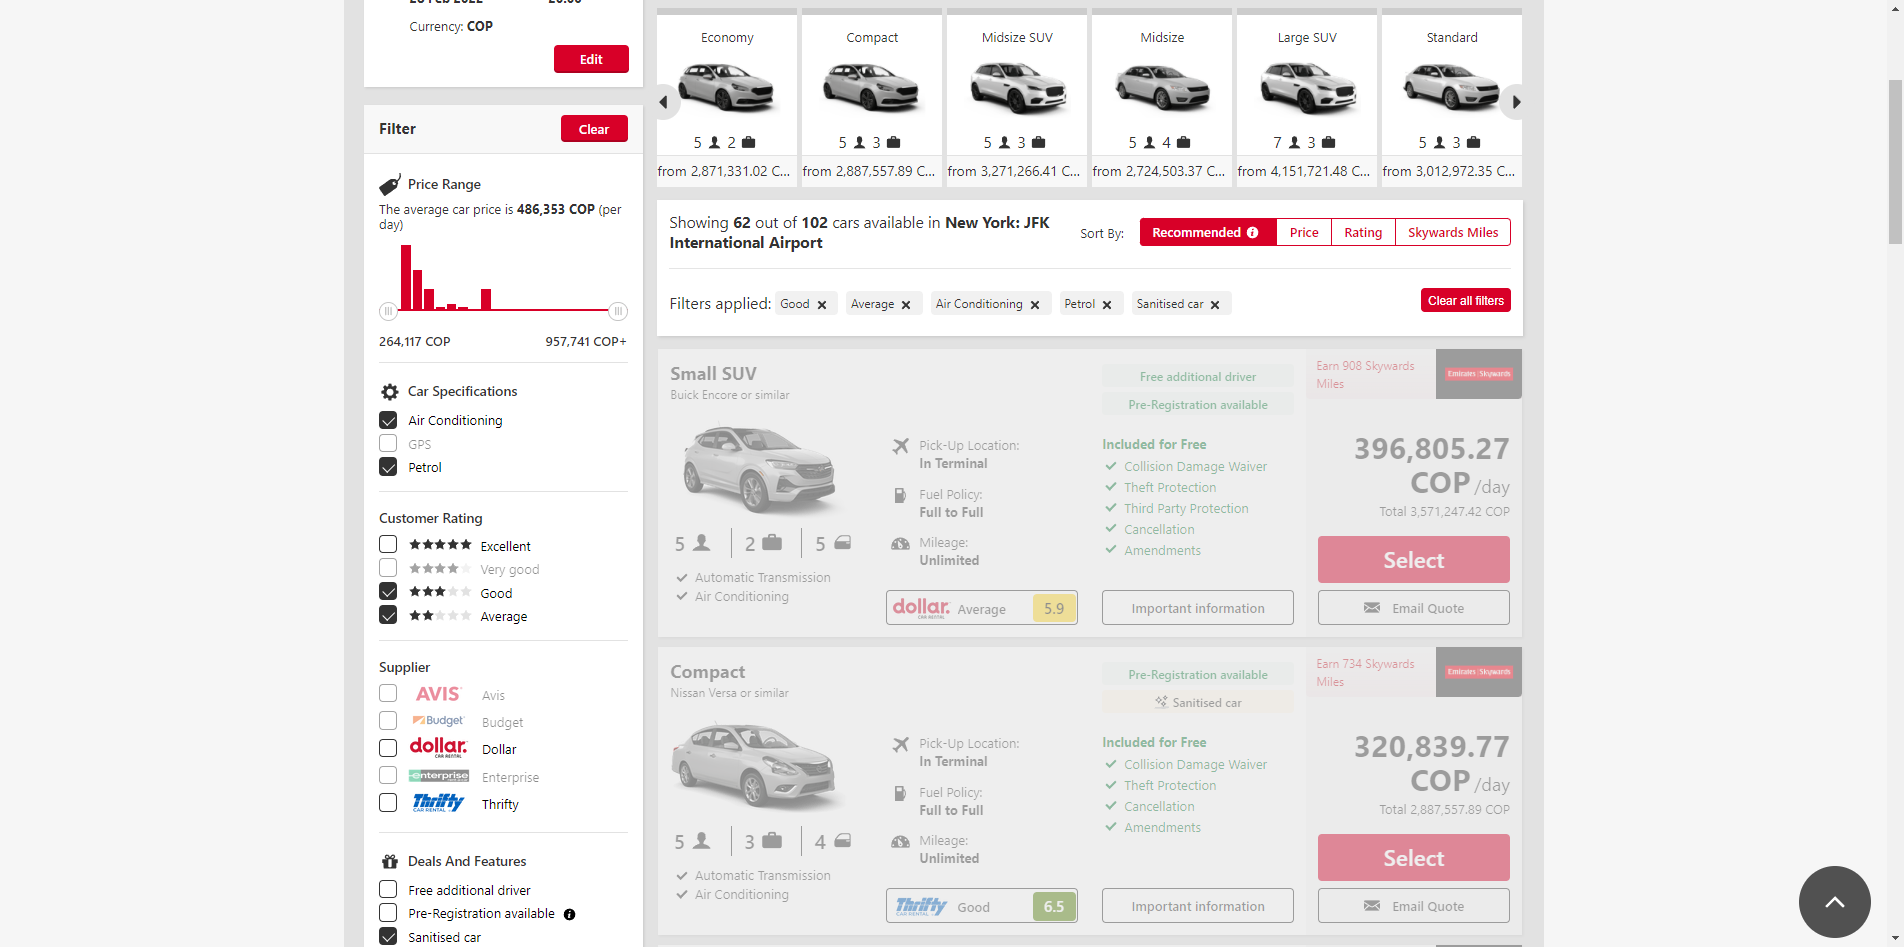 Currency: COP
Edit
Filter
Clear
Price Range
The average car price is 486,353 COP (per
day)
264,117 COP
957,741 COP+
Car Specifications
Air Conditioning
GPS
Petrol
Customer Rating
Excellent
Very good
Good
Average
Supplier
AVIS Avis
Budget Budget
dollar. CAR RENTAL Dollar
enterprise Enterprise
Thrifty CAR RENTAL Thrifty
Deals And Features
Free additional driver
Pre-Registration available
Sanitised car
Economy
5 2
from 2,871,331.02 C...
Compact
5 3
from 2,887,557.89 C...
Midsize SUV
5 3
from 3,271,266.41 C...
Midsize
5 4
from 2,724,503.37 C...
Large SUV
7 3
from 4,151,721.48 C...
Standard
5 3
from 3,012,972.35 C...
Showing 62 out of 102 cars available in New York: JFK
International Airport
Sort By:
Recommended
Price
Rating
Skywards Miles
Filters applied:
Good
Average
Air Conditioning
Petrol
Sanitised car
Clear all filters
Small SUV
Buick Encore or similar
5 2 5
Automatic Transmission
Air Conditioning
Pick-Up Location:
In Terminal
Fuel Policy:
Full to Full
Mileage:
Unlimited
dollar. CAR RENTAL Average 5.9
Free additional driver
Pre-Registration available
Included for Free
Collision Damage Waiver
Theft Protection
Third Party Protection
Cancellation
Amendments
Important information
Earn 908 Skywards
Miles
Emirates Skywards
396,805.27
COP /day
Total 3,571,247.42 COP
Select
Email Quote
Compact
Nissan Versa or similar
5 3 4
Automatic Transmission
Air Conditioning
Pick-Up Location:
In Terminal
Fuel Policy:
Full to Full
Mileage:
Unlimited
Thrifty CAR RENTAL Good 6.5
Pre-Registration available
Sanitised car
Included for Free
Collision Damage Waiver
Theft Protection
Cancellation
Amendments
Important information
Earn 734 Skywards
Miles
Emirates Skywards
320,839.77
COP /day
Total 2,887,557.89 COP
Select
Email Quote